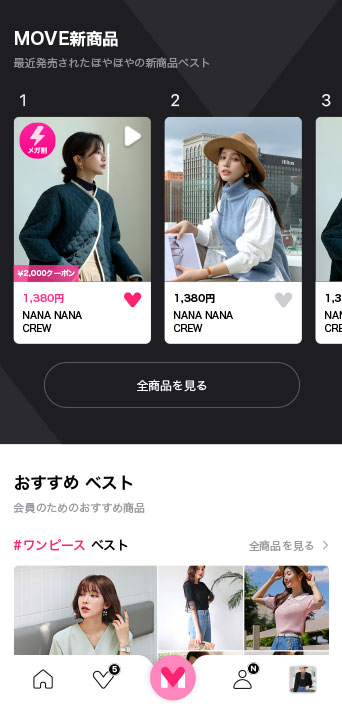 MOVE新商品
最近発売されたほやほやの新商品ベスト
1
2
3
メガ割
Hilton
¥2,000クーポン
1,380円
NANA NANA
CREW
1,380円
NANA NANA
CREW
1,3
NAN
CRE
全商品を見る
おすすめ ベスト
会員のためのおすすめ商品
#ワンピース ベスト
全商品を見る
5
M
N